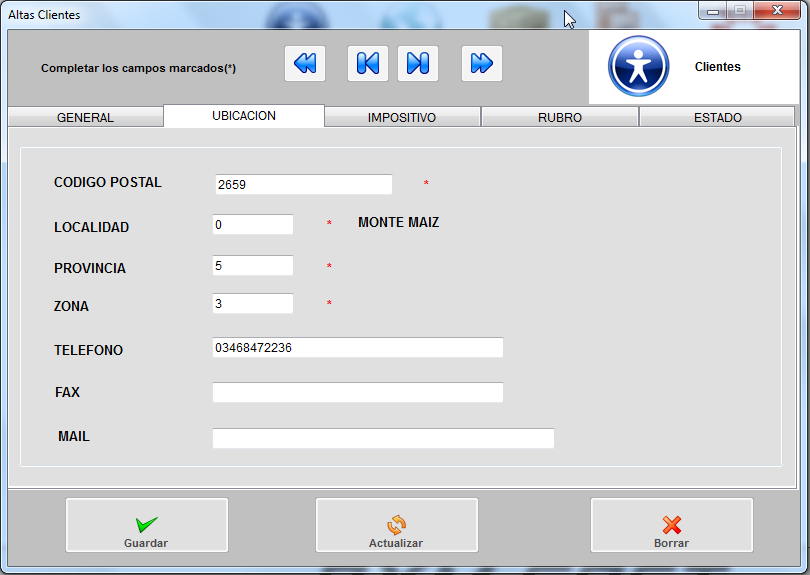 Altas Clientes
Completar los campos marcados(*)
Clientes
GENERAL
UBICACION
IMPOSITIVO
RUBRO
ESTADO
CODIGO POSTAL 2659 *
LOCALIDAD 0 * MONTE MAIZ
PROVINCIA 5 *
ZONA 3 *
TELEFONO 03468472236
FAX
MAIL
Guardar
Actualizar
Borrar